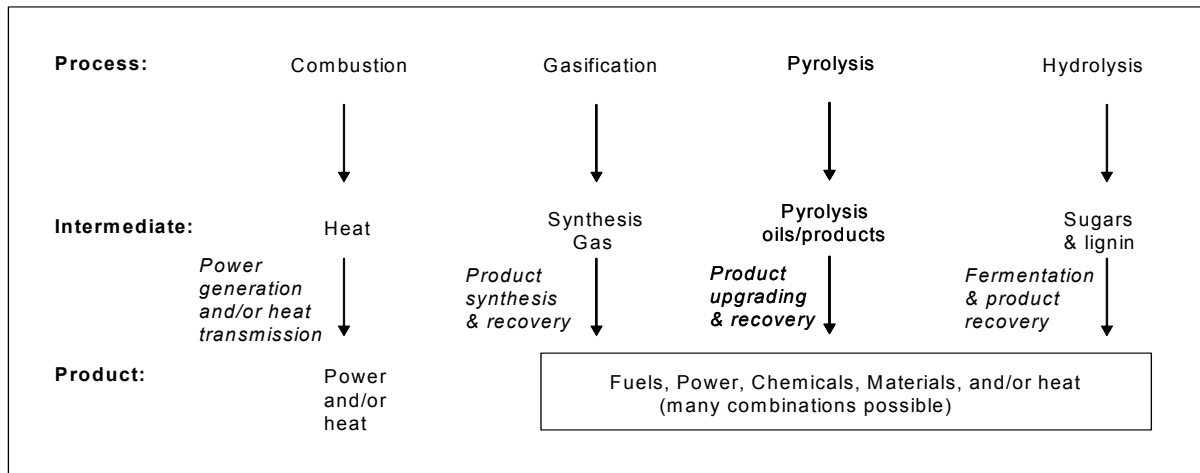 Process: Combustion Gasification Pyrolysis Hydrolysis
Intermediate: Heat Synthesis Gas Pyrolysis oils/products Sugars & lignin
Power
generation
and/or heat
transmission
Product
synthesis
& recovery
Product
upgrading
& recovery
Fermentation
& product
recovery
Product: Power
and/or
heat
Fuels, Power, Chemicals, Materials, and/or heat
(many combinations possible)